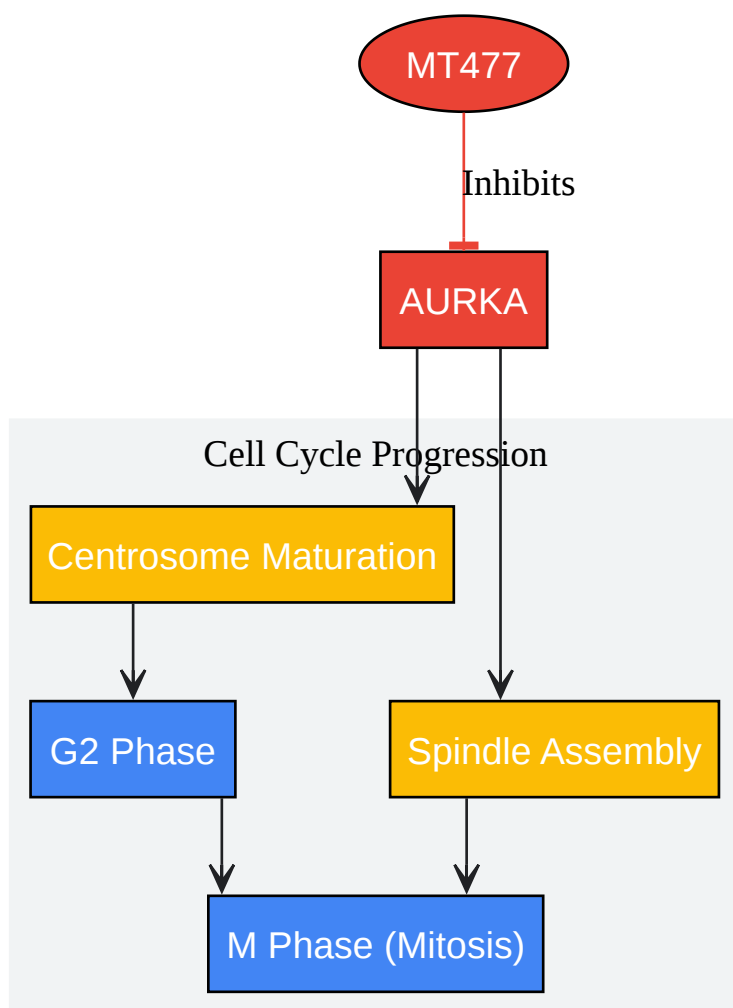 MT477
Inhibits
AURKA
Cell Cycle Progression
Centrosome Maturation
G2 Phase
Spindle Assembly
M Phase (Mitosis)